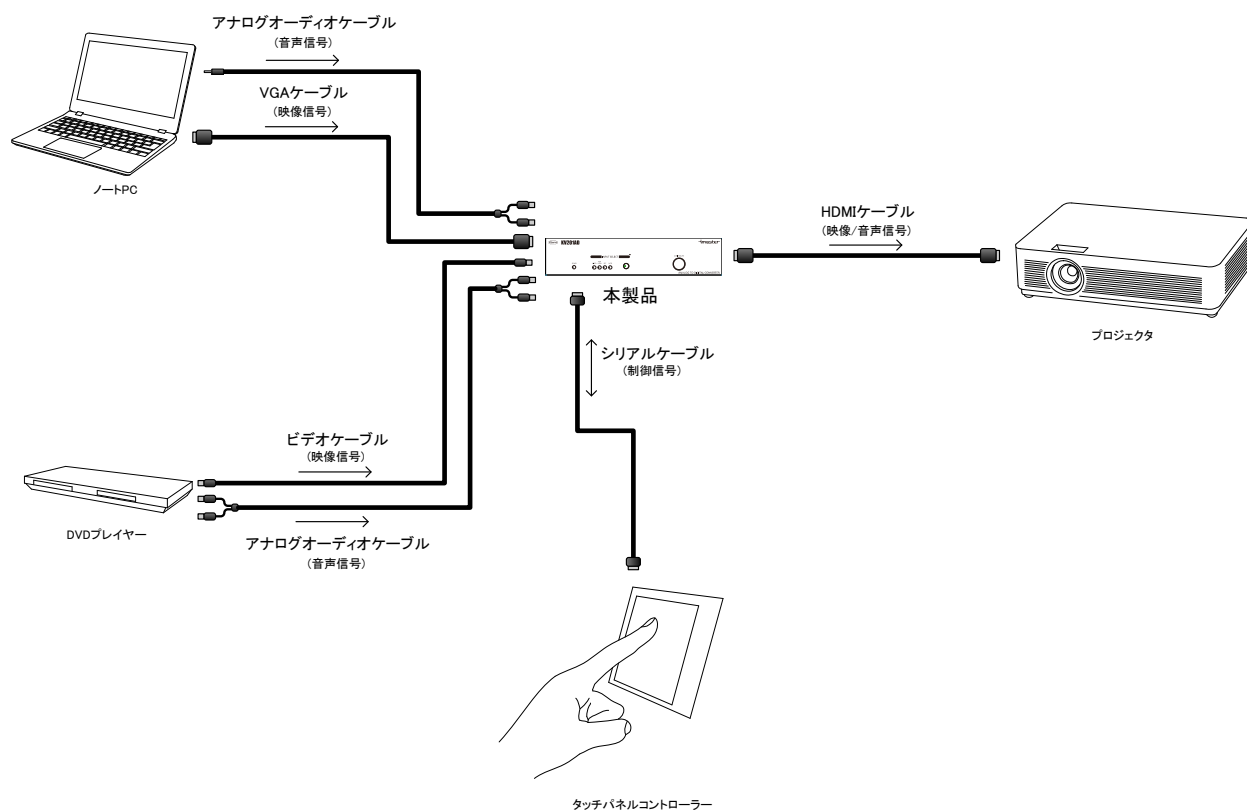 アナログオーディオケーブル
(音声信号)
VGAケーブル
(映像信号)
ノートPC
HDMIケーブル
(映像/音声信号)
KV201AD
imaster
本製品
プロジェクタ
シリアルケーブル
(制御信号)
ビデオケーブル
(映像信号)
DVDプレイヤー
アナログオーディオケーブル
(音声信号)
タッチパネルコントローラー